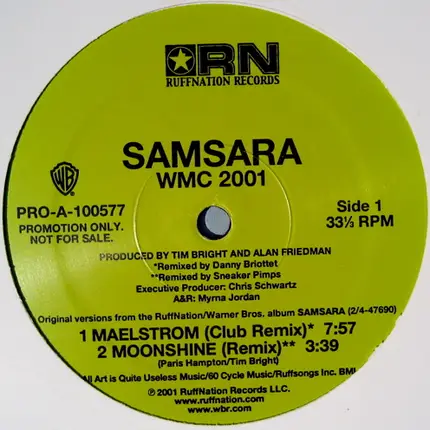 RN
RUFFNATION RECORDS
SAMSARA
WMC 2001
WB
PRO-A-100577
PROMOTION ONLY.
NOT FOR SALE.
Side 1
33⅓ RPM
PRODUCED BY TIM BRIGHT AND ALAN FRIEDMAN
*Remixed by Danny Briottet
**Remixed by Sneaker Pimps
Executive Producer: Chris Schwartz
A&R: Myrna Jordan
Original versions from the RuffNation/Warner Bros. album SAMSARA (2/4-47690)
1 MAELSTROM (Club Remix)* 7:57
2 MOONSHINE (Remix)** 3:39
(Paris Hampton/Tim Bright)
All Art is Quite Useless Music/60 Cycle Music/Ruffsongs Inc. BMI
℗ 2001 RuffNation Records LLC.
www.ruffnation.com
www.wbr.com